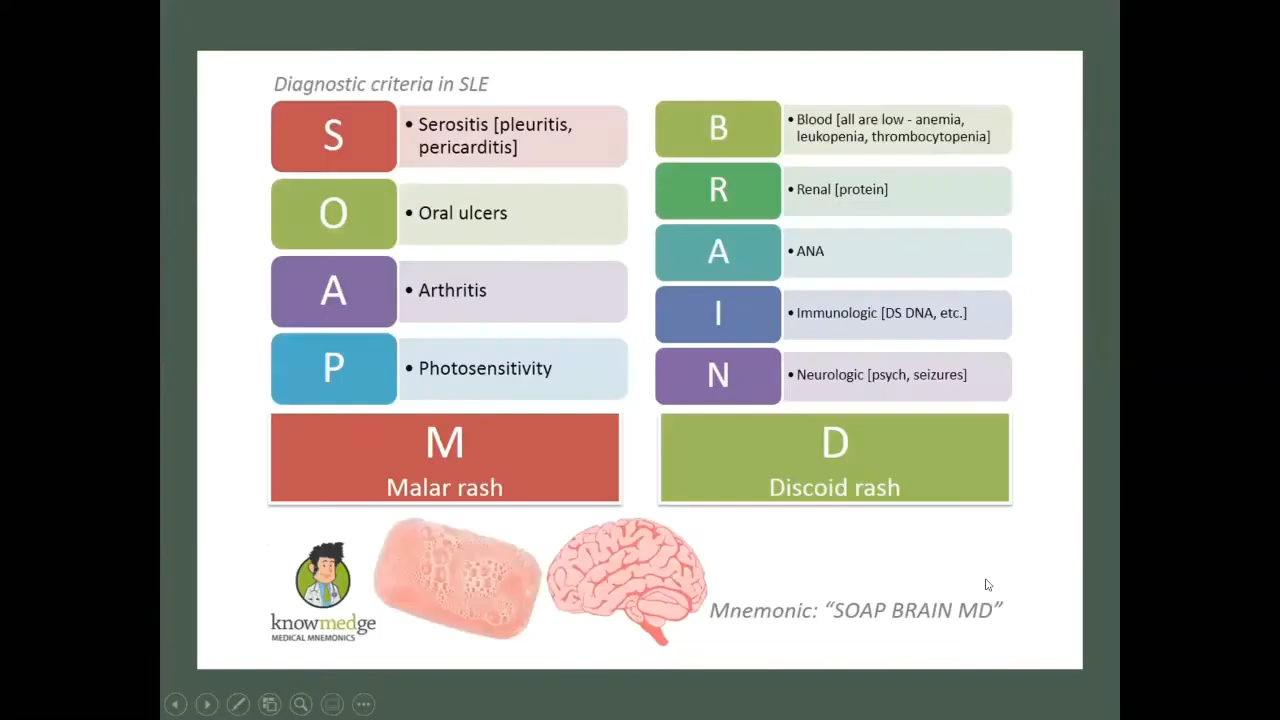 Diagnostic criteria in SLE
S
• Serositis [pleuritis,
pericarditis]
O
• Oral ulcers
A
• Arthritis
P
• Photosensitivity
B
• Blood [all are low - anemia,
leukopenia, thrombocytopenia]
R
• Renal [protein]
A
• ANA
I
• Immunologic [DS DNA, etc.]
N
• Neurologic [psych, seizures]
M
Malar rash
D
Discoid rash
knowmedge
MEDICAL MNEMONICS
Mnemonic: “SOAP BRAIN MD”